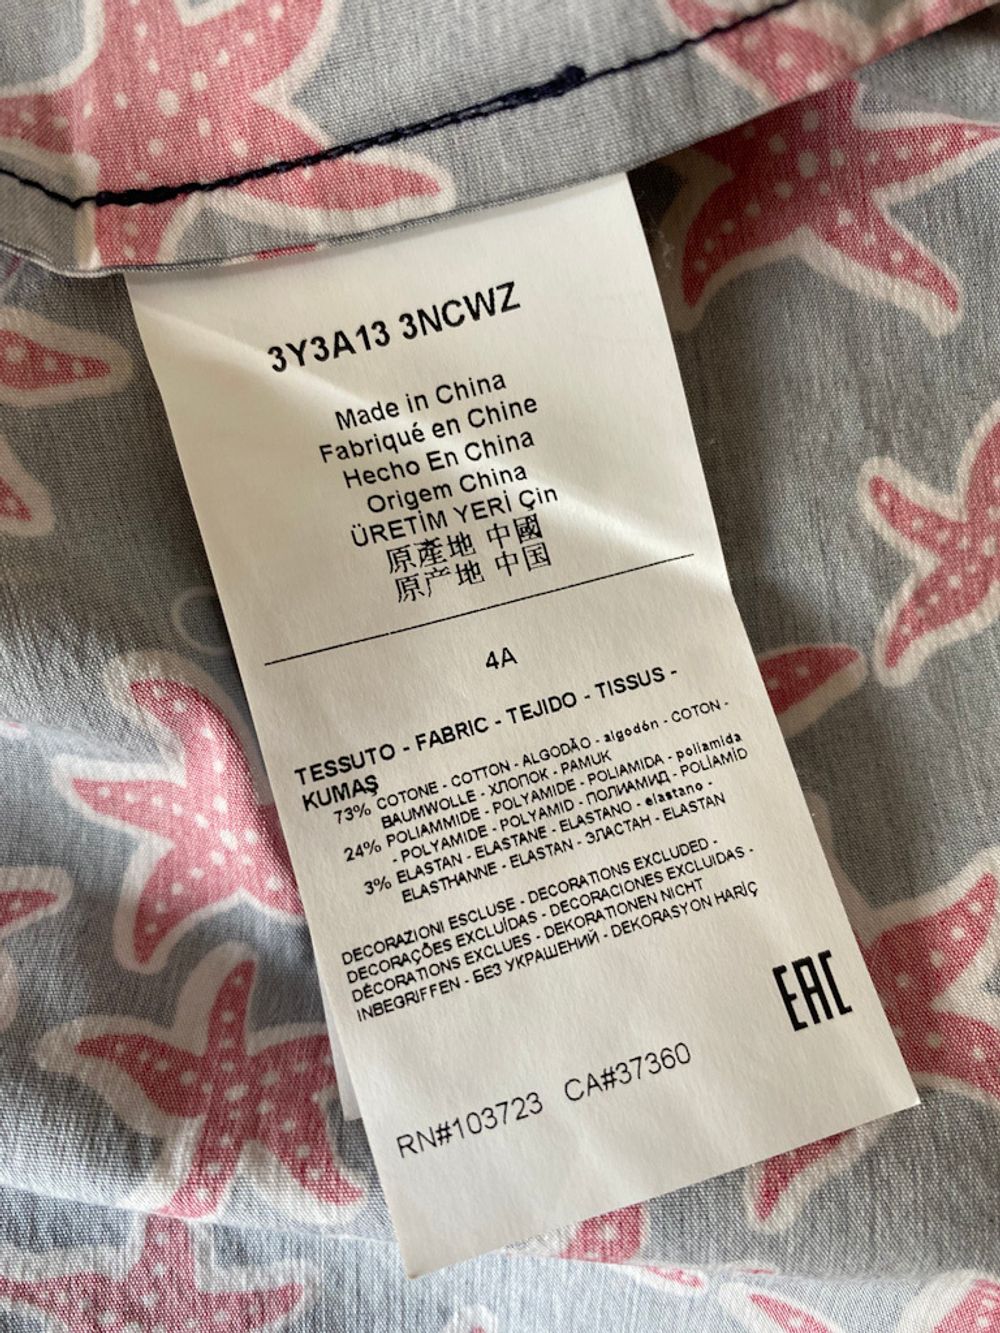 3Y3A13 3NCWZ
Made in China
Fabriqué en Chine
Hecho En China
Origem China
ÜRETİM YERİ Çin
原產地 中國
原产地 中国
4A
TESSUTO - FABRIC - TEJIDO - TISSUS -
KUMAŞ
73% COTONE - COTTON - ALGODÃO - algodón - COTON -
BAUMWOLLE - ХЛОПОК - PAMUK
24% POLIAMMIDE - POLYAMIDE - POLIAMIDA - poliamida
- POLYAMIDE - POLYAMID - ПОЛИАМИД - POLİAMİD
3% ELASTAN - ELASTANE - ELASTANO - elastano -
ELASTHANNE - ELASTAN - ЭЛАСТАН - ELASTAN
DECORAZIONI ESCLUSE - DECORATIONS EXCLUDED -
DECORAÇÕES EXCLUÍDAS - DECORACIONES EXCLUIDAS -
DÉCORATIONS EXCLUES - DEKORATIONEN NICHT
INBEGRIFFEN - БЕЗ УКРАШЕНИЙ - DEKORASYON HARİÇ
EAC
RN#103723 CA#37360